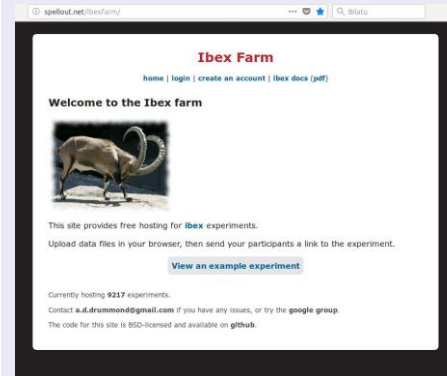 spellout.net/ibexfarm/
Bilatu
Ibex Farm
home | login | create an account | ibex docs (pdf)
Welcome to the Ibex farm
This site provides free hosting for ibex experiments.
Upload data files in your browser, then send your participants a link to the experiment.
View an example experiment
Currently hosting 9217 experiments.
Contact a.d.drummond@gmail.com if you have any issues, or try the google group.
The code for this site is BSD-licensed and available on github.